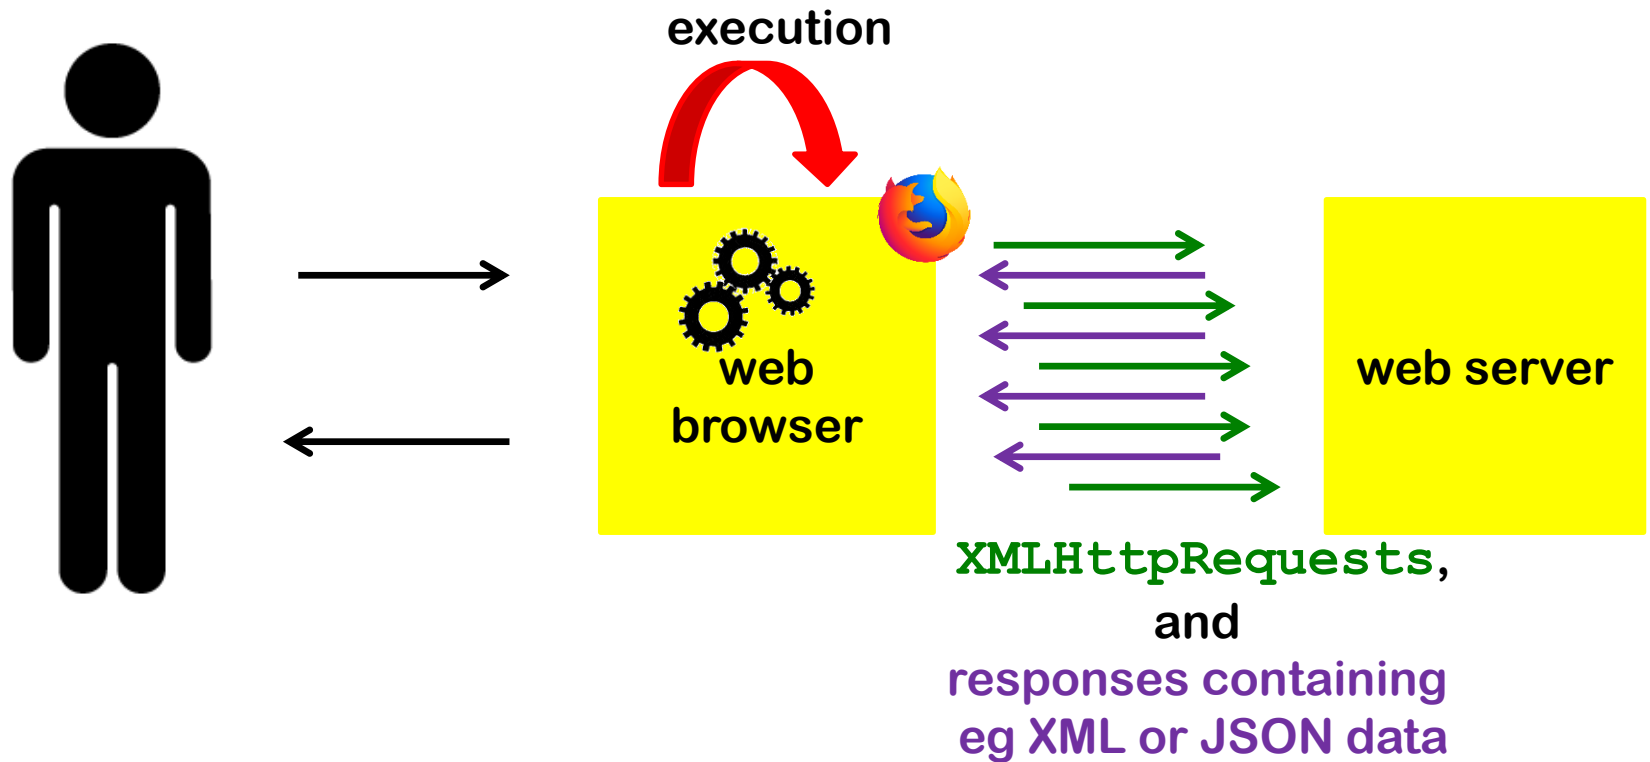 execution
web
browser
web server
XMLHttpRequests,
and
responses containing
eg XML or JSON data